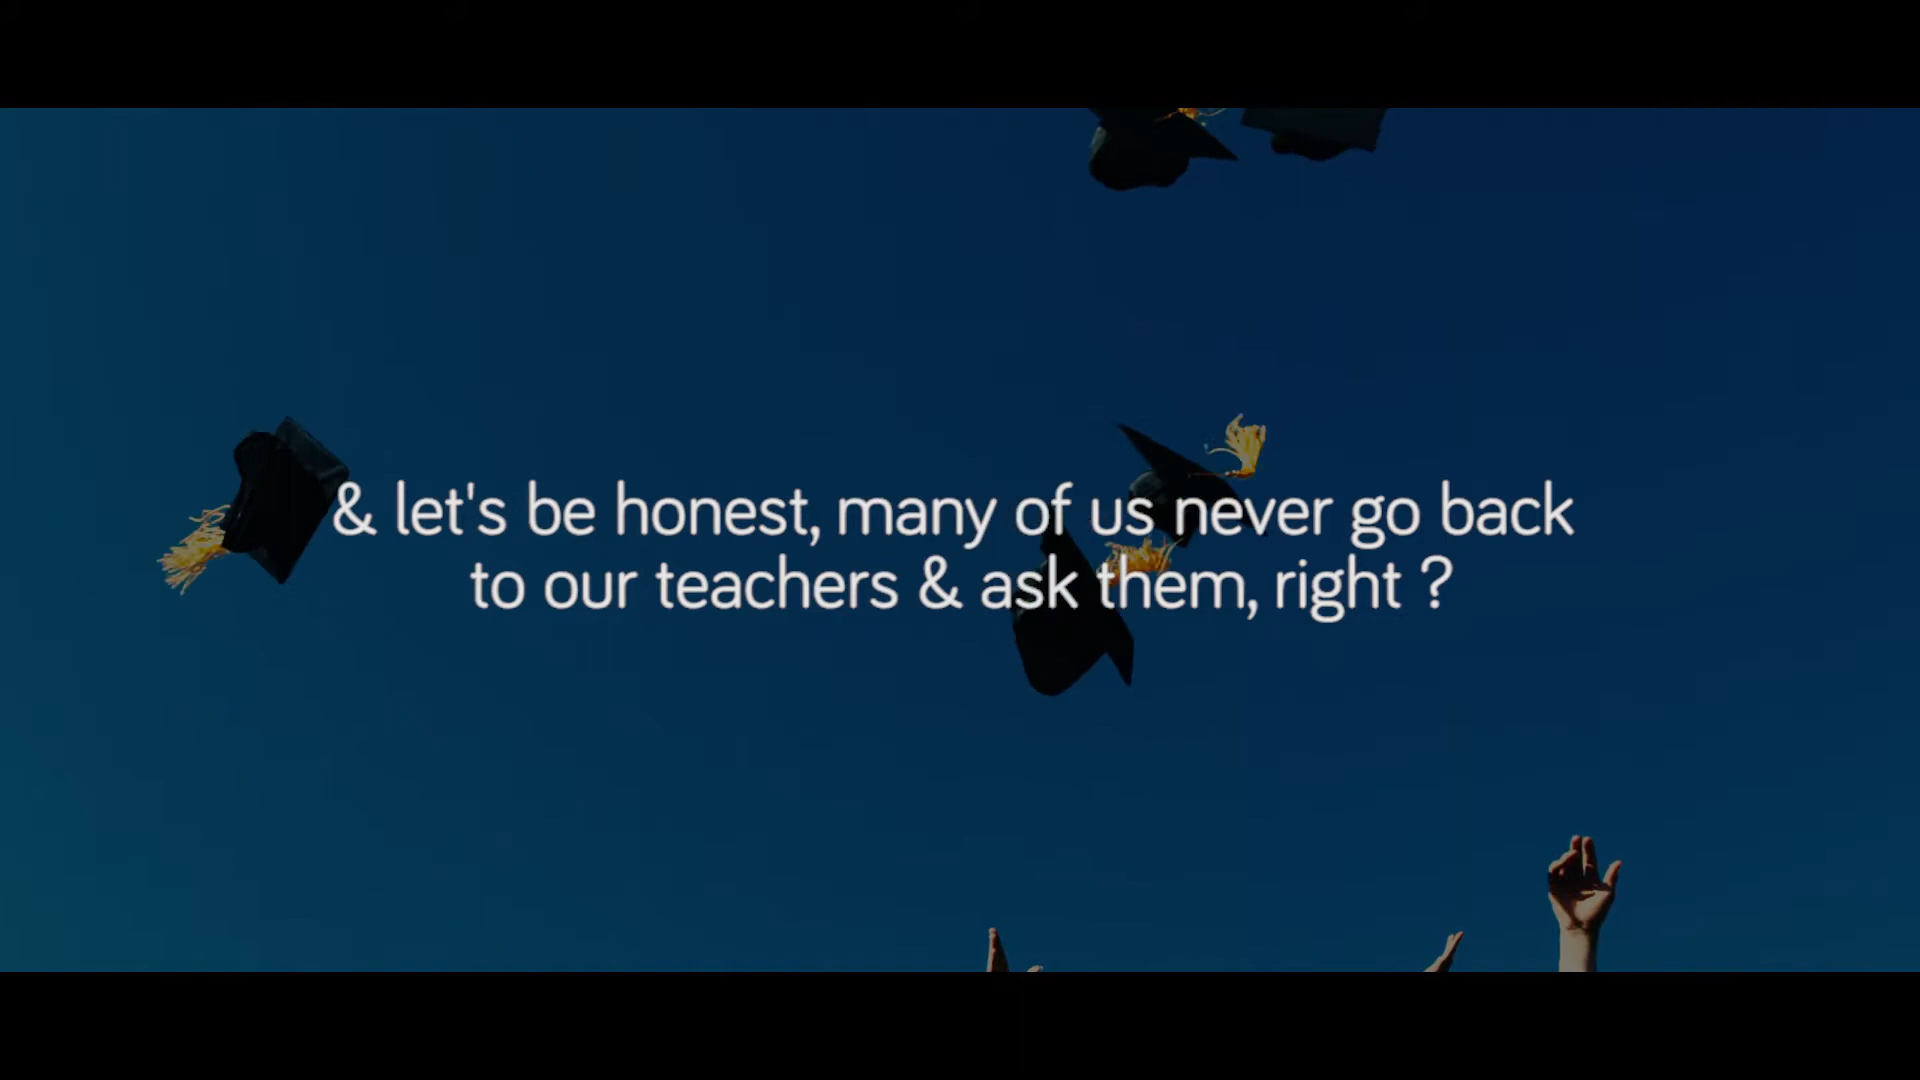 & let's be honest, many of us never go back
to our teachers & ask them, right ?